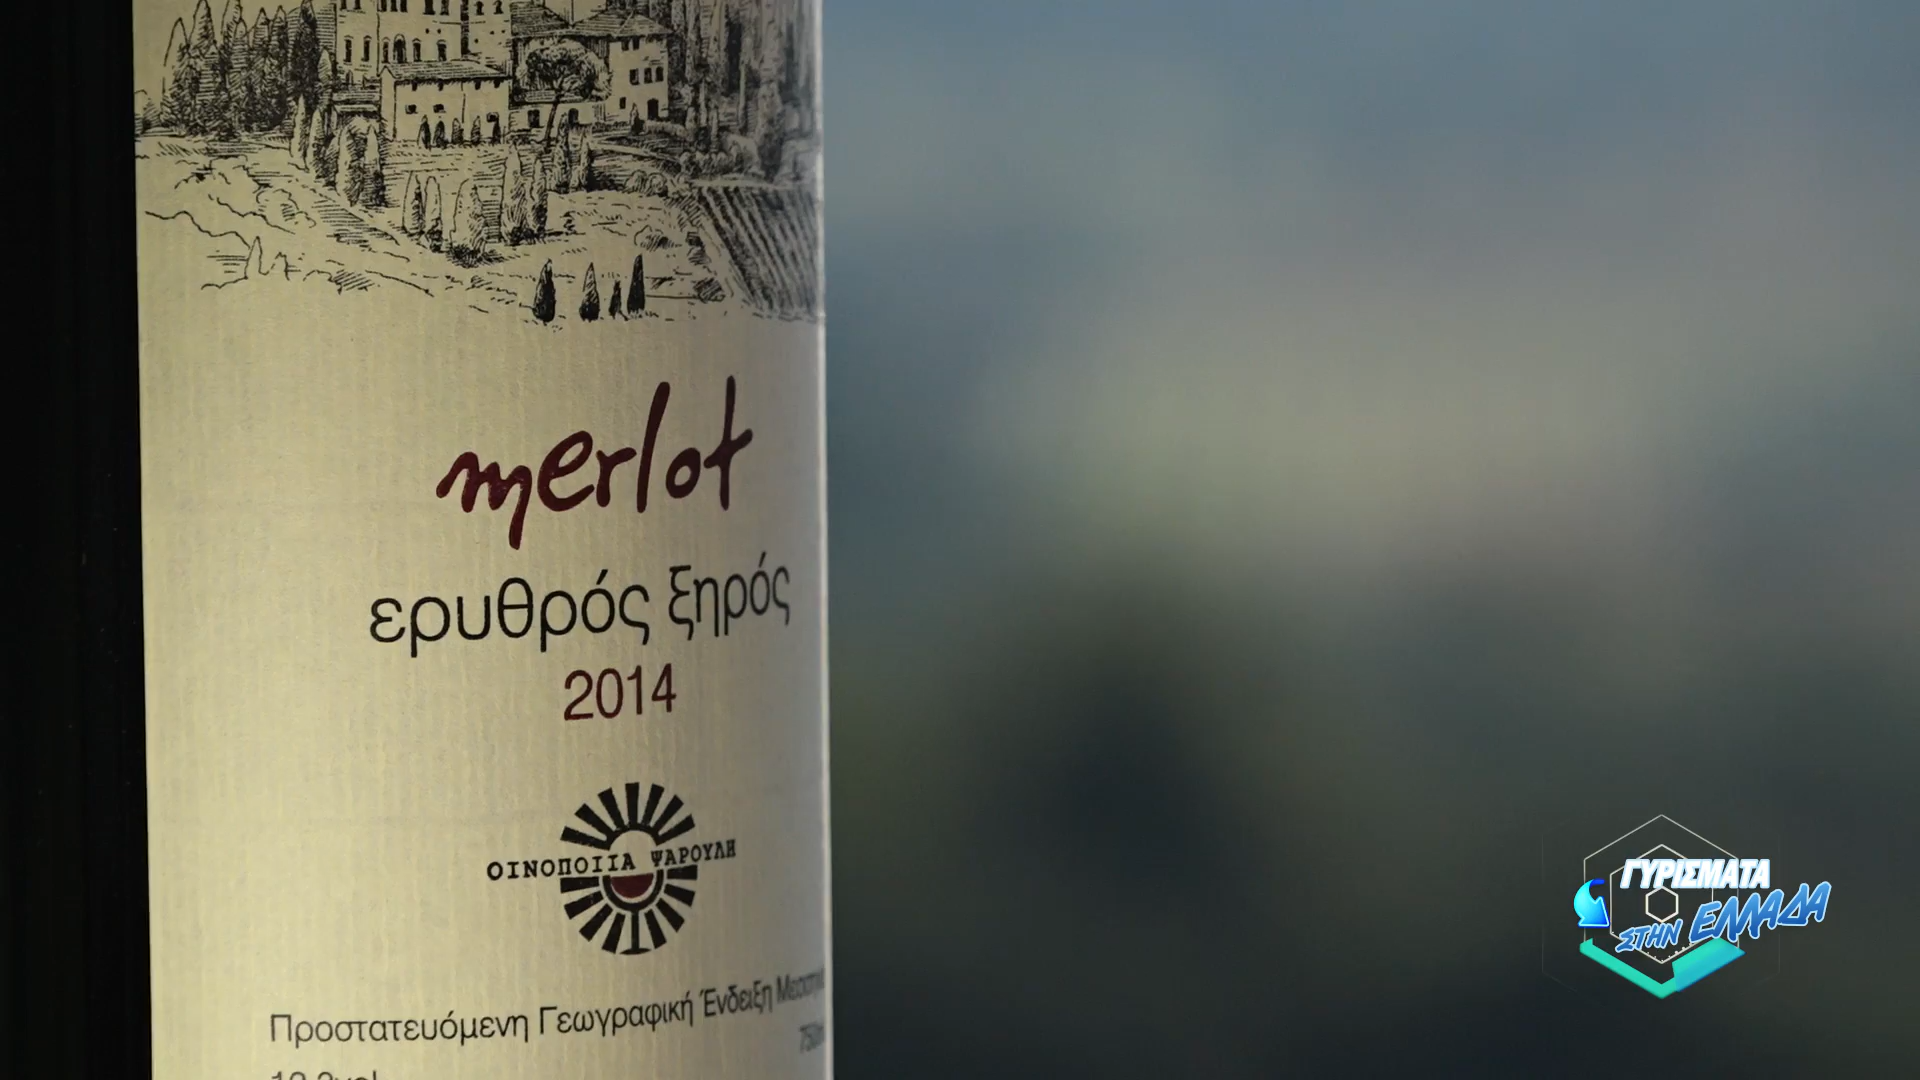 merlot
ερυθρός ξηρός
2014
ΟΙΝΟΠΟΙΙΑ ΨΑΡΟΥΛΗ
Προστατευόμενη Γεωγραφική Ένδειξη
ΓΥΡΙΣΜΑΤΑ
ΣΤΗΝ ΕΛΛΑΔΑ